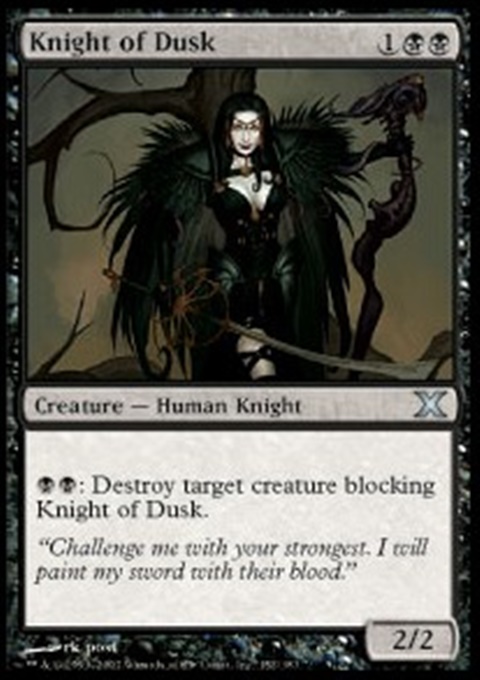 Knight of Dusk 1
Creature — Human Knight
X
: Destroy target creature blocking
Knight of Dusk.
“Challenge me with your strongest. I will
paint my sword with their blood.”
2/2